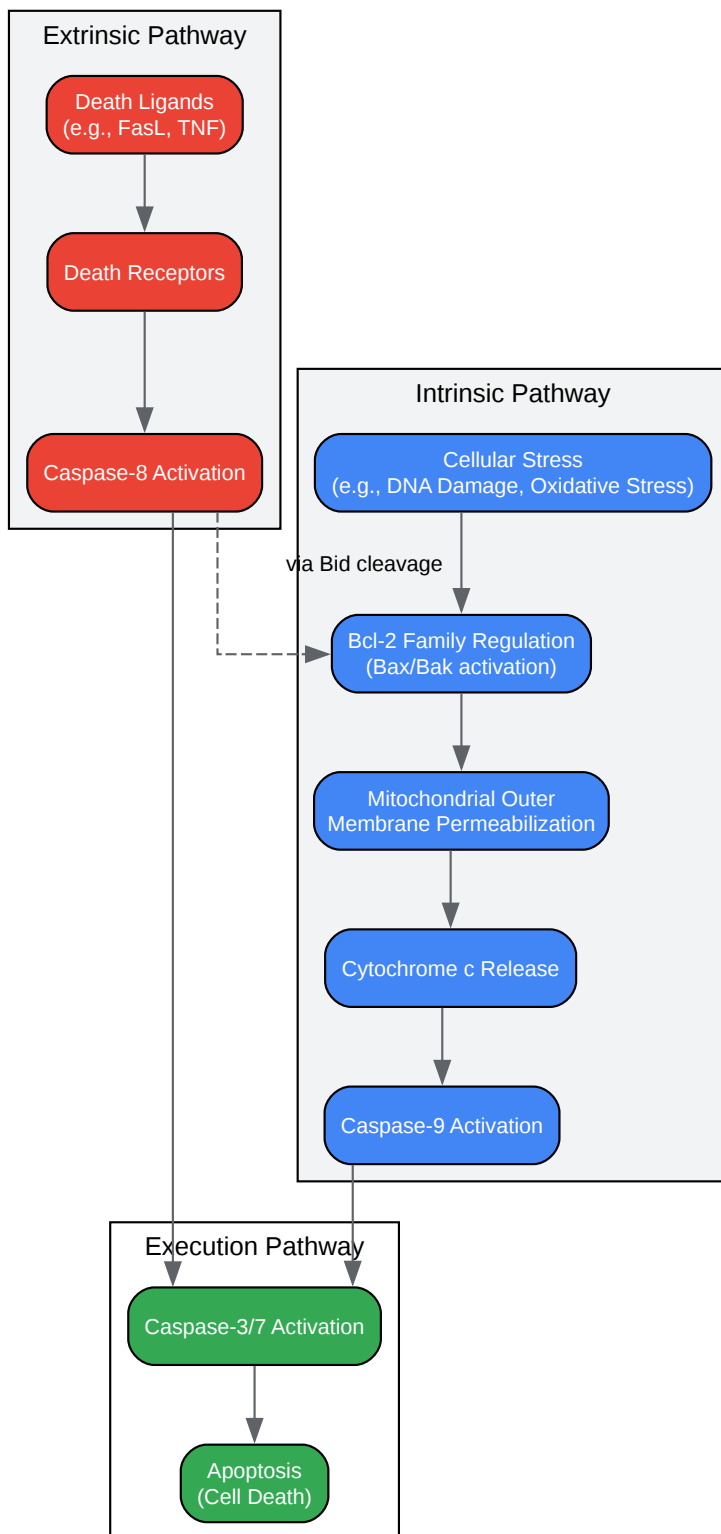 Extrinsic Pathway
Death Ligands
(e.g., FasL, TNF)
Death Receptors
Caspase-8 Activation
Intrinsic Pathway
Cellular Stress
(e.g., DNA Damage, Oxidative Stress)
via Bid cleavage
Bcl-2 Family Regulation
(Bax/Bak activation)
Mitochondrial Outer
Membrane Permeabilization
Cytochrome c Release
Caspase-9 Activation
Execution Pathway
Caspase-3/7 Activation
Apoptosis
(Cell Death)